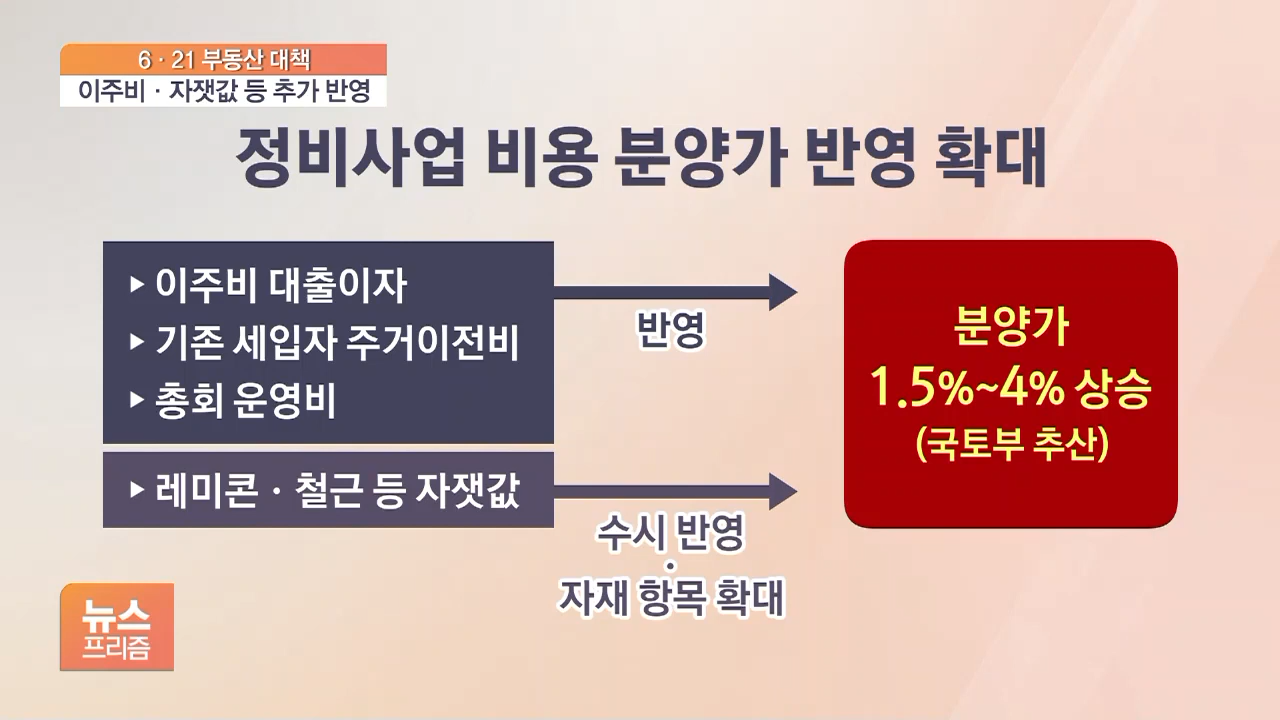 6·21 부동산 대책
이주비·자잿값 등 추가 반영
정비사업 비용 분양가 반영 확대
▶ 이주비 대출이자
▶ 기존 세입자 주거이전비
▶ 총회 운영비
반영
▶ 레미콘·철근 등 자잿값
수시 반영
·
자재 항목 확대
분양가
1.5%~4% 상승
(국토부 추산)
뉴스
프리즘